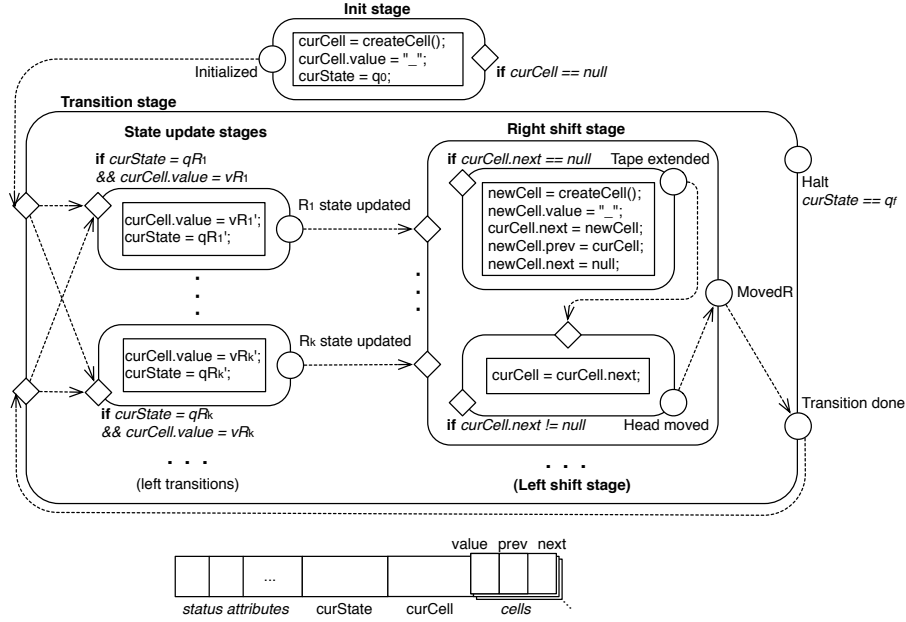 Init stage
curCell = createCell();
curCell.value = "_";
curState = q0;
Initialized
if curCell == null
Transition stage
State update stages
if curState = qR1
&& curCell.value = vR1
curCell.value = vR1';
curState = qR1';
R1 state updated
Right shift stage
if curCell.next == null
Tape extended
newCell = createCell();
newCell.value = "_";
curCell.next = newCell;
newCell.prev = curCell;
newCell.next = null;
Halt
curState == qf
MovedR
Rk state updated
curCell.value = vRk';
curState = qRk';
if curState = qRk
&& curCell.value = vRk
curCell = curCell.next;
if curCell.next != null
Head moved
Transition done
. . .
(left transitions)
. . .
(Left shift stage)
value prev next
...
status attributes curState curCell cells